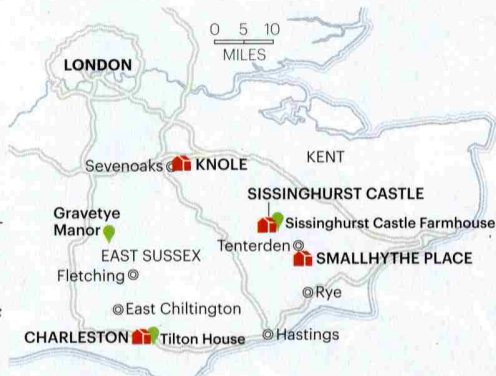 0 5 10
MILES
LONDON
KENT
Sevenoaks
KNOLE
SISSINGHURST CASTLE
Sissinghurst Castle Farmhouse
Gravetye
Manor
EAST SUSSEX
Tenterden
SMALLHYTHE PLACE
Fletching
Rye
East Chiltington
CHARLESTON
Tilton House
Hastings